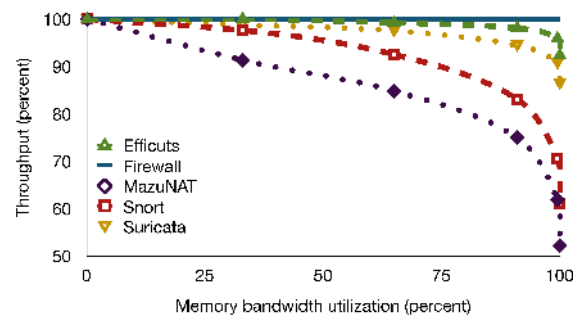 Throughput (percent)
100
90
80
70
60
50
Efficuts
Firewall
MazuNAT
Snort
Suricata
0
25
50
75
100
Memory bandwidth utilization (percent)